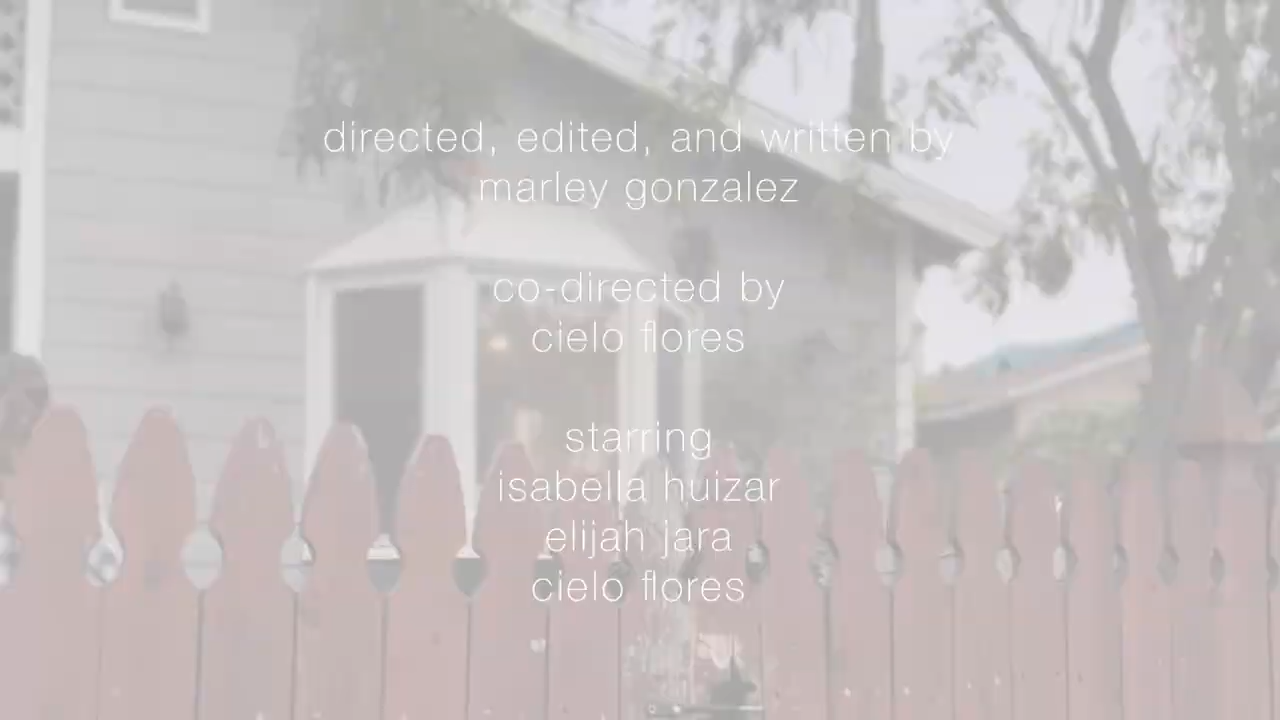 directed, edited, and written by
marley gonzalez
co-directed by
cielo flores
starring
isabella huizar
elijah jara
cielo flores